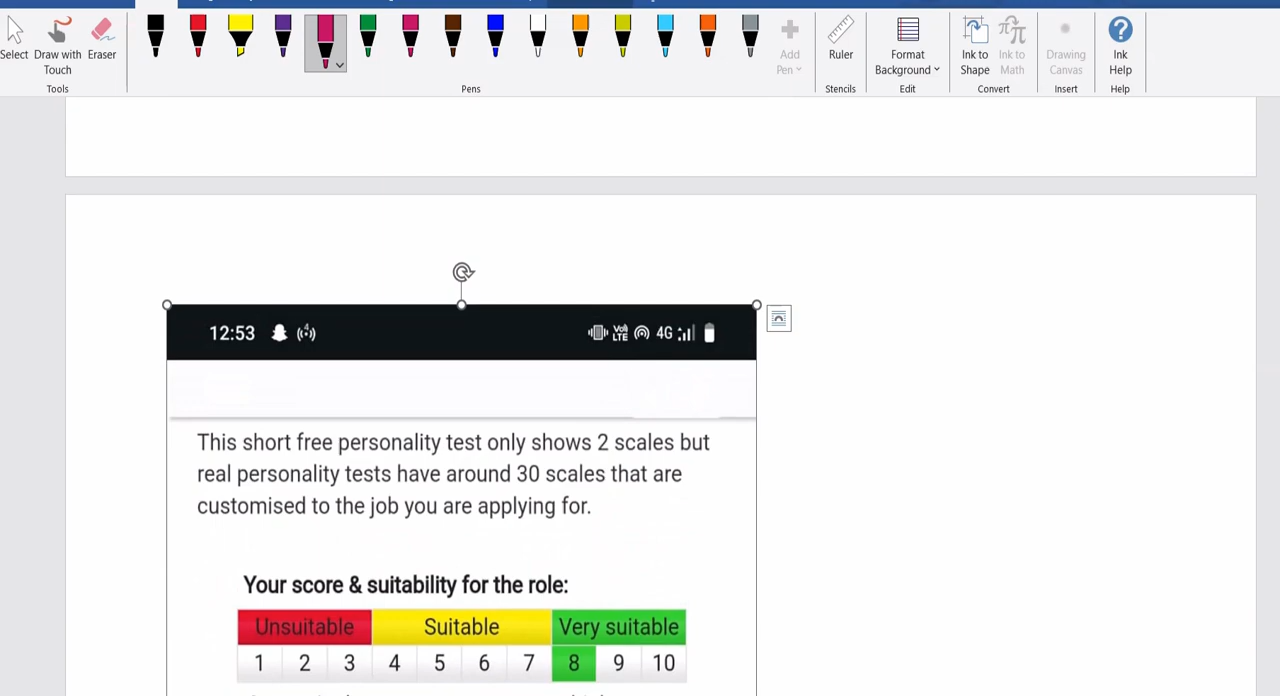 Select
Draw with
Touch
Eraser
Tools
Pens
Add
Pen
Ruler
Stencils
Format
Background
Edit
Ink to
Shape
Ink to
Math
Convert
Drawing
Canvas
Insert
Ink
Help
Help
12:53
4
Vo)
LTE
4G
This short free personality test only shows 2 scales but
real personality tests have around 30 scales that are
customised to the job you are applying for.
Your score & suitability for the role:
Unsuitable Suitable Very suitable
1 2 3 4 5 6 7 8 9 10